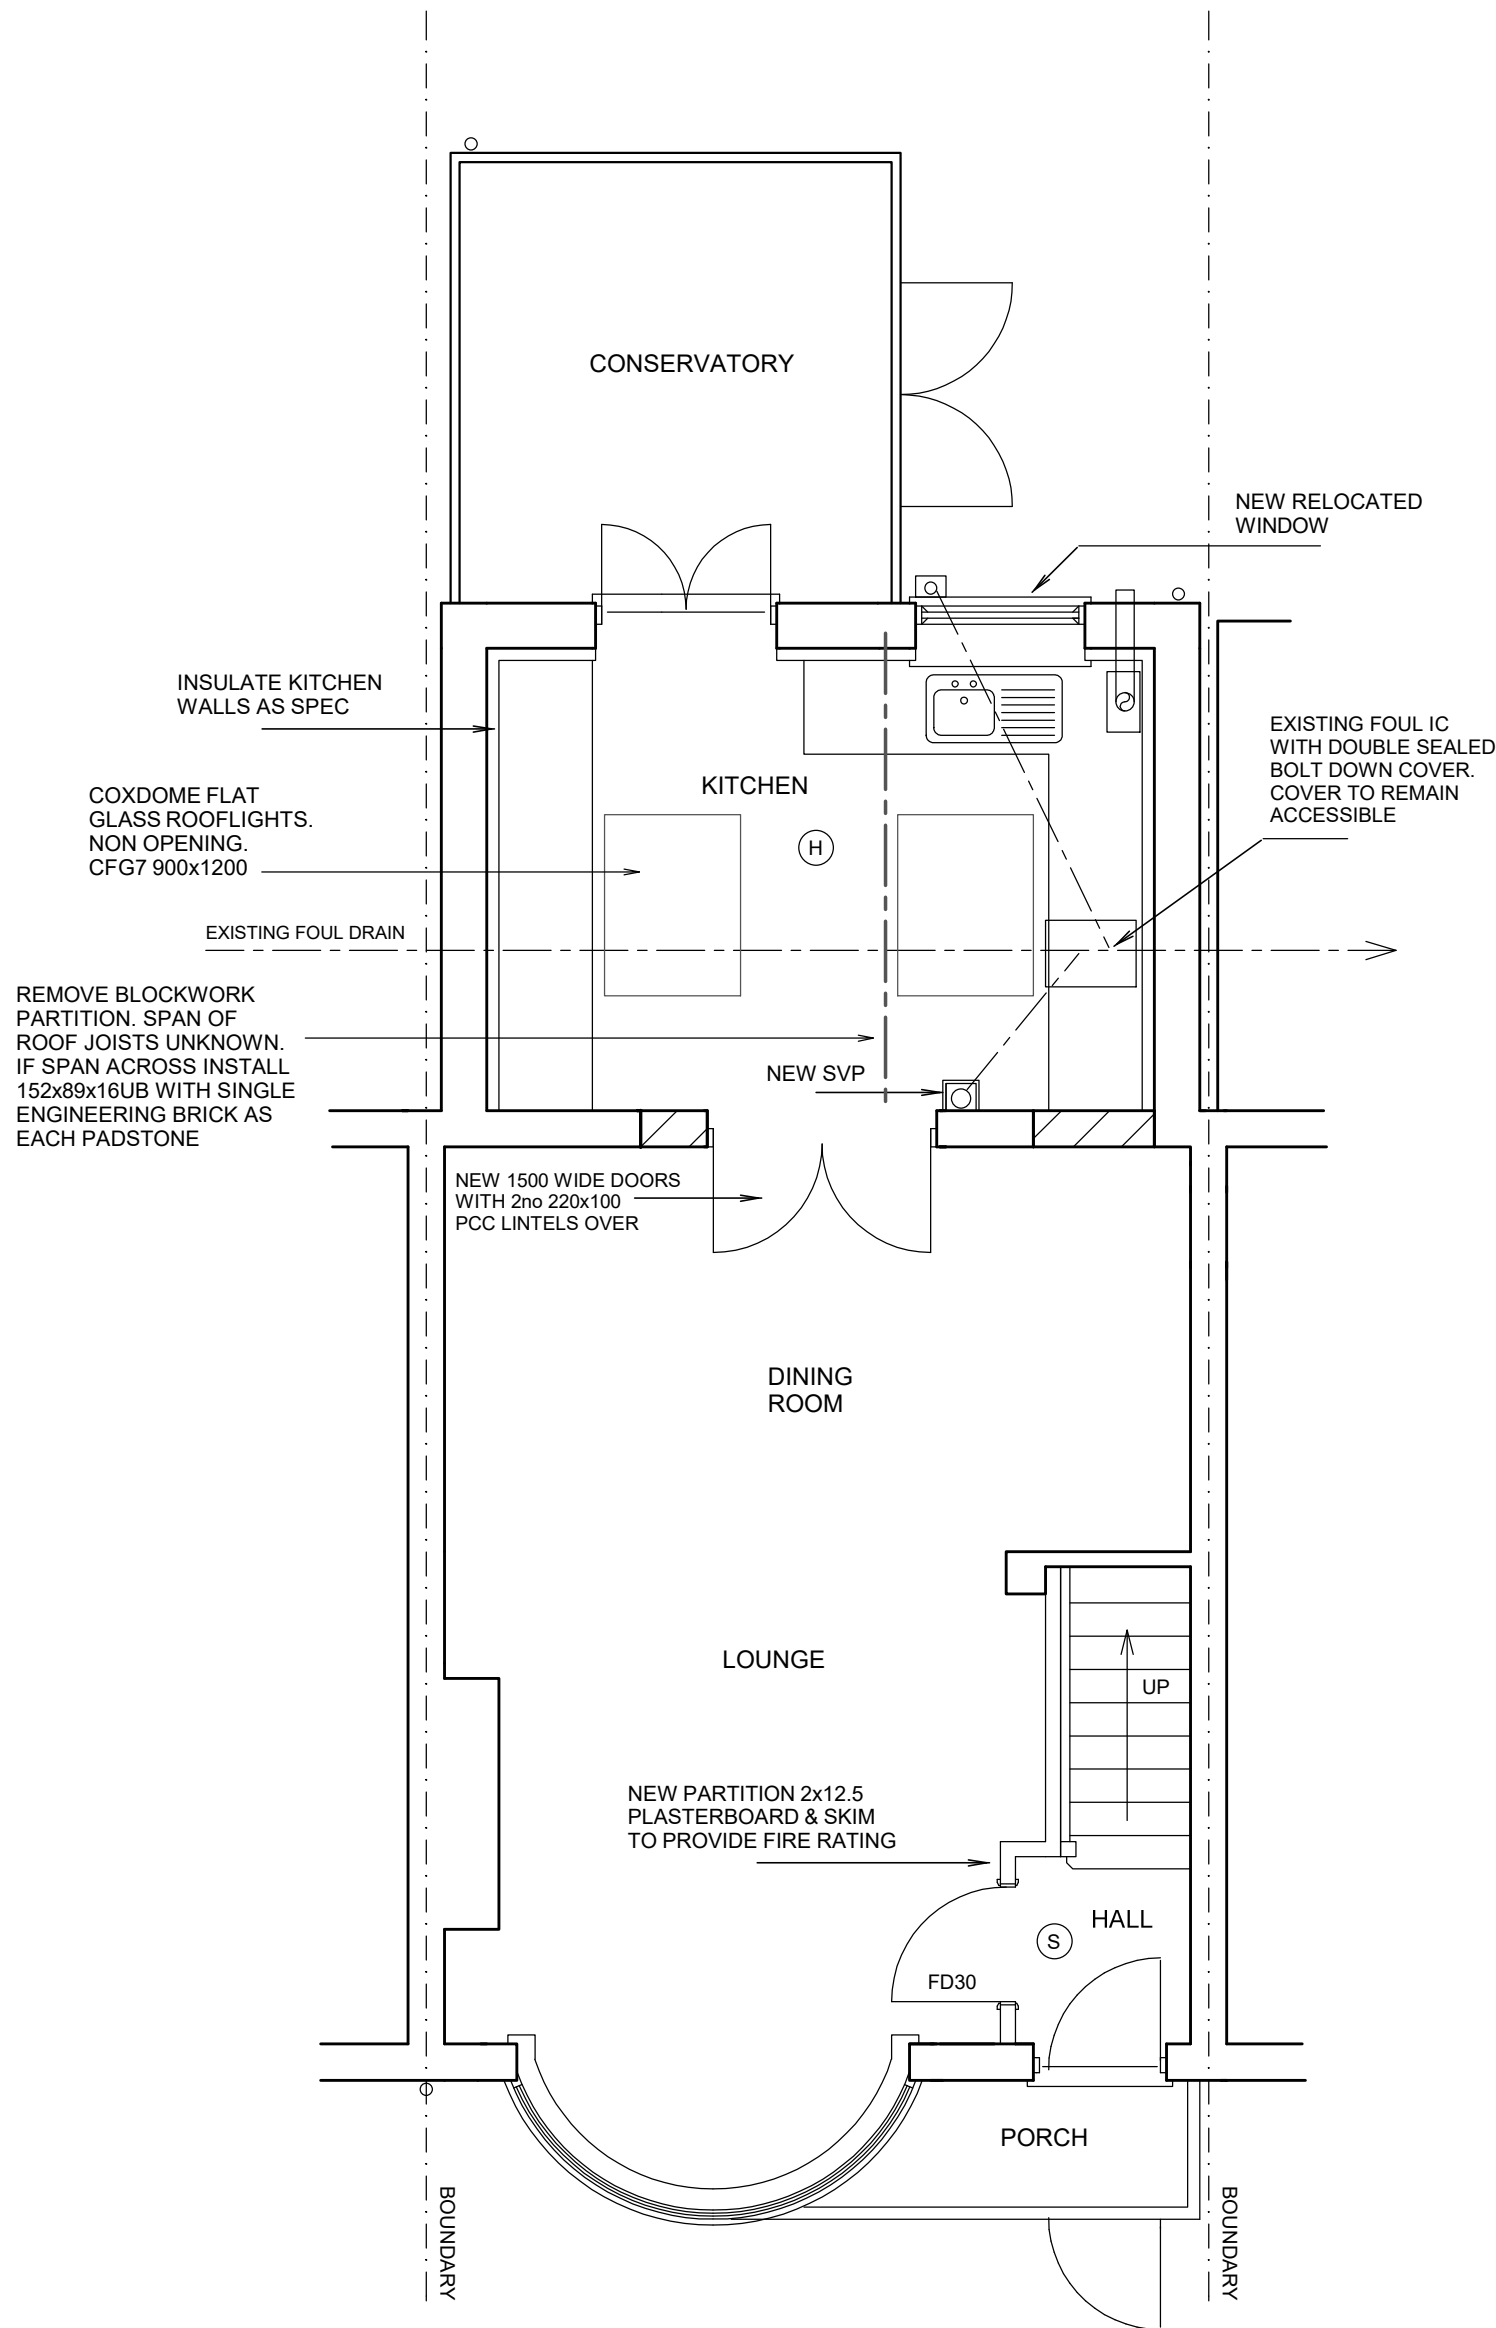 CONSERVATORY
NEW RELOCATED
WINDOW
INSULATE KITCHEN
WALLS AS SPEC
EXISTING FOUL IC
WITH DOUBLE SEALED
BOLT DOWN COVER.
COVER TO REMAIN
ACCESSIBLE
KITCHEN
H
COXDOME FLAT
GLASS ROOFLIGHTS.
NON OPENING.
CFG7 900x1200
EXISTING FOUL DRAIN
REMOVE BLOCKWORK
PARTITION. SPAN OF
ROOF JOISTS UNKNOWN.
IF SPAN ACROSS INSTALL
152x89x16UB WITH SINGLE
ENGINEERING BRICK AS
EACH PADSTONE
NEW SVP
NEW 1500 WIDE DOORS
WITH 2no 220x100
PCC LINTELS OVER
DINING
ROOM
LOUNGE
UP
NEW PARTITION 2x12.5
PLASTERBOARD & SKIM
TO PROVIDE FIRE RATING
HALL
S
FD30
PORCH
BOUNDARY
BOUNDARY